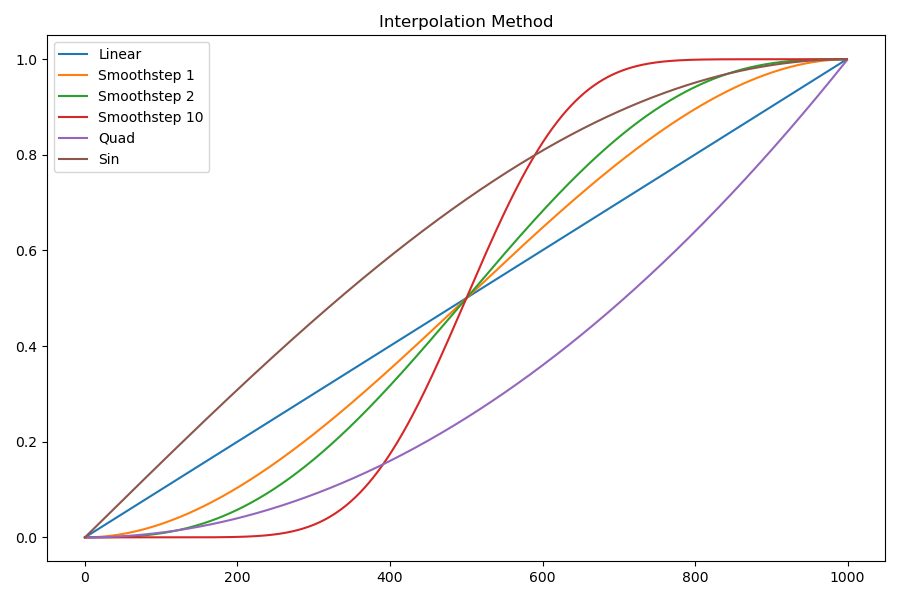 Interpolation Method
Linear
Smoothstep 1
Smoothstep 2
Smoothstep 10
Quad
Sin
1.0
0.8
0.6
0.4
0.2
0.0
0 200 400 600 800 1000